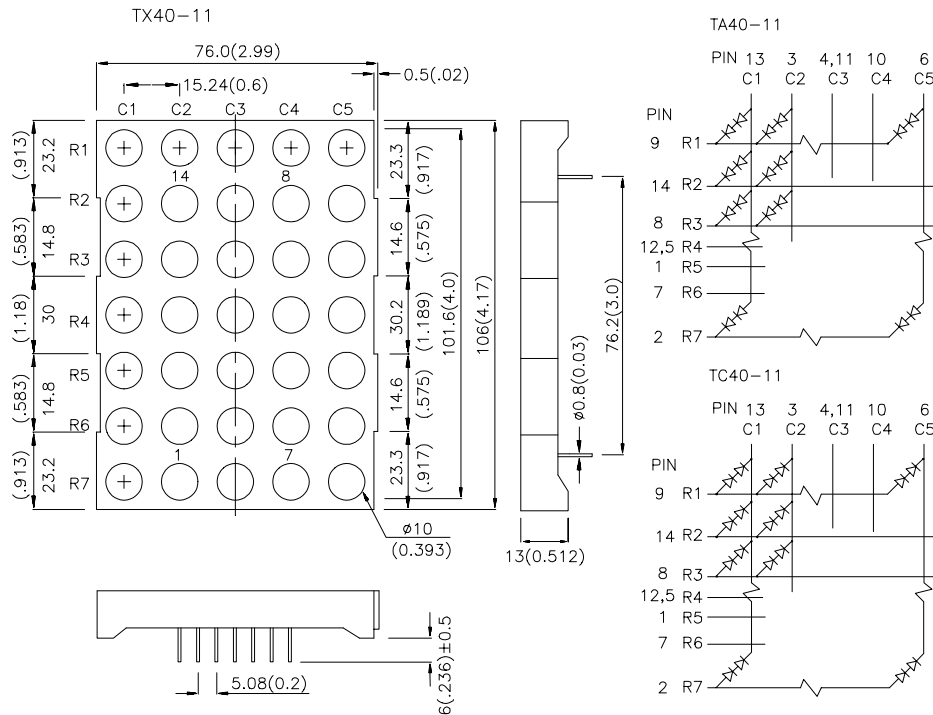 TX40-11
76.0(2.99)
0.5(.02)
15.24(0.6)
C1 C2 C3 C4 C5
R1
R2
R3
R4
R5
R6
R7
14 8
1 7
23.2
(.913)
14.8
(.583)
30
(1.18)
14.8
(.583)
23.2
(.913)
23.3
(.917)
14.6
(.575)
30.2
(1.189)
14.6
(.575)
23.3
(.917)
101.6(4.0)
106(4.17)
ø10
(0.393)
76.2(3.0)
ø0.8(0.03)
13(0.512)
5.08(0.2)
6(.236)±0.5
TA40-11
PIN 13 3 4,11 10 6
C1 C2 C3 C4 C5
PIN
9 R1
14 R2
8 R3
12,5 R4
1 R5
7 R6
2 R7
TC40-11
PIN 13 3 4,11 10 6
C1 C2 C3 C4 C5
PIN
9 R1
14 R2
8 R3
12,5 R4
1 R5
7 R6
2 R7